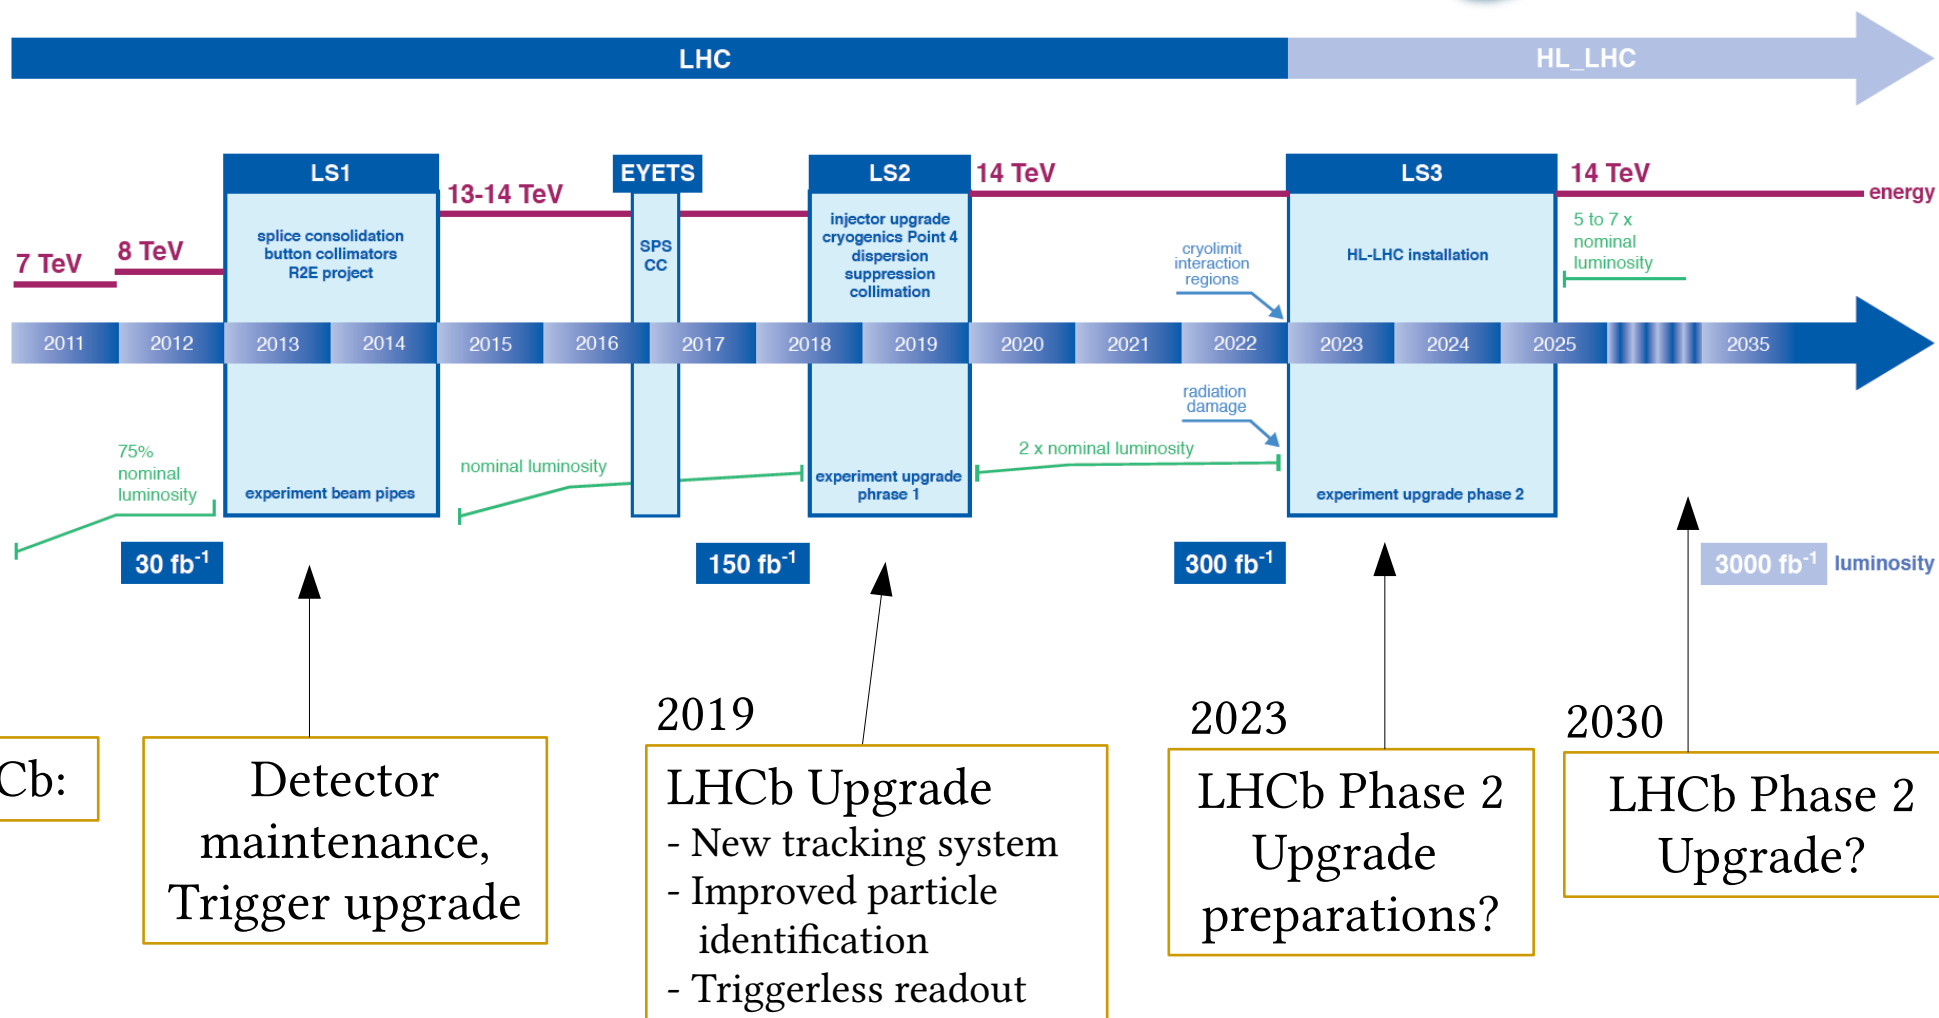 LHC
HL_LHC
LS1
EYETS
LS2
14 TeV
LS3
14 TeV
energy
13-14 TeV
7 TeV
8 TeV
splice consolidation
button collimators
R2E project
SPS
CC
injector upgrade
cryogenics Point 4
dispersion
suppression
collimation
cryolimit
interaction
regions
HL-LHC installation
5 to 7 x
nominal
luminosity
2011
2012
2013
2014
2015
2016
2017
2018
2019
2020
2021
2022
2023
2024
2025
2035
75%
nominal
luminosity
experiment beam pipes
nominal luminosity
experiment upgrade
phrase 1
2 x nominal luminosity
radiation
damage
experiment upgrade phase 2
30 fb-1
150 fb-1
300 fb-1
3000 fb-1
luminosity
Cb:
Detector
maintenance,
Trigger upgrade
2019
LHCb Upgrade
- New tracking system
- Improved particle
identification
- Triggerless readout
2023
LHCb Phase 2
Upgrade
preparations?
2030
LHCb Phase 2
Upgrade?